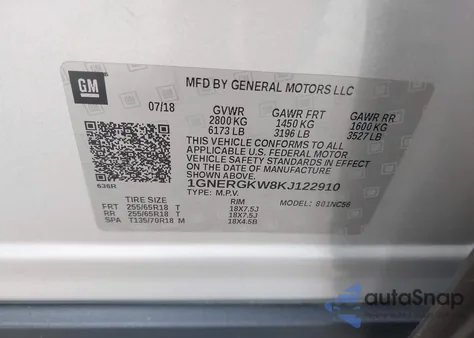 GM
MFD BY GENERAL MOTORS LLC
07/18 GVWR GAWR FRT GAWR RR
2800 KG 1450 KG 1600 KG
6173 LB 3196 LB 3527 LB
THIS VEHICLE CONFORMS TO ALL
APPLICABLE U.S. FEDERAL MOTOR
VEHICLE SAFETY STANDARDS IN EFFECT
ON THE DATE OF MANUFACTURE SHOWN ABOVE.
636R
1GNERGKW8KJ122910
TYPE: M.P.V. MODEL: 801NC56
TIRE SIZE RIM
FRT 255/65R18 T 18X7.5J
RR 255/65R18 T 18X7.5J
SPA T135/70R18 M 18X4.5B
autoSnap